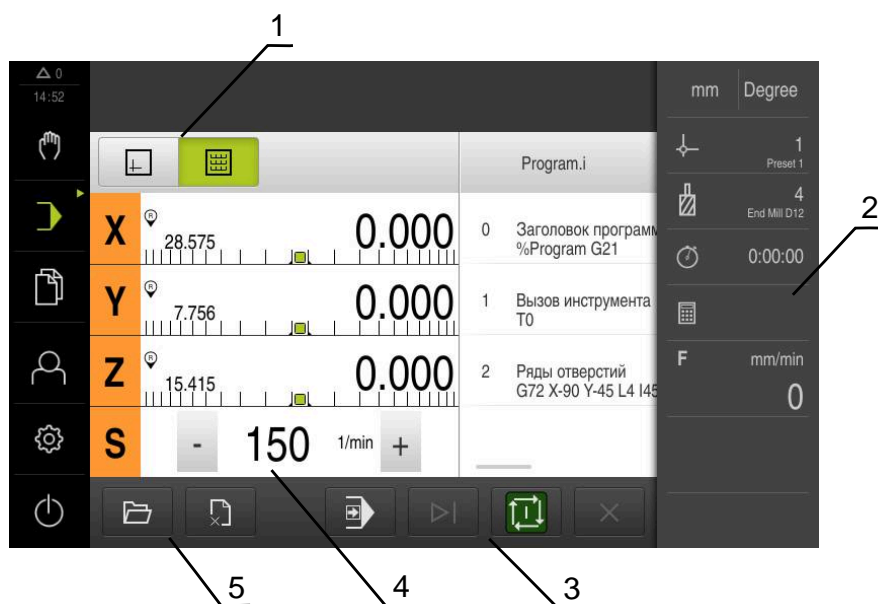 1
0
14:52
mm Degree
1
Preset 1
4
End Mill D12
2
0:00:00
F mm/min
0
Program.i
X R 28.575 0.000
Y R 7.756 0.000
Z R 15.415 0.000
S - 150 1/min +
0 Заголовок программ
%Program G21
1 Вызов инструмента
T0
2 Ряды отверстий
G72 X-90 Y-45 L4 I45
5 4 3